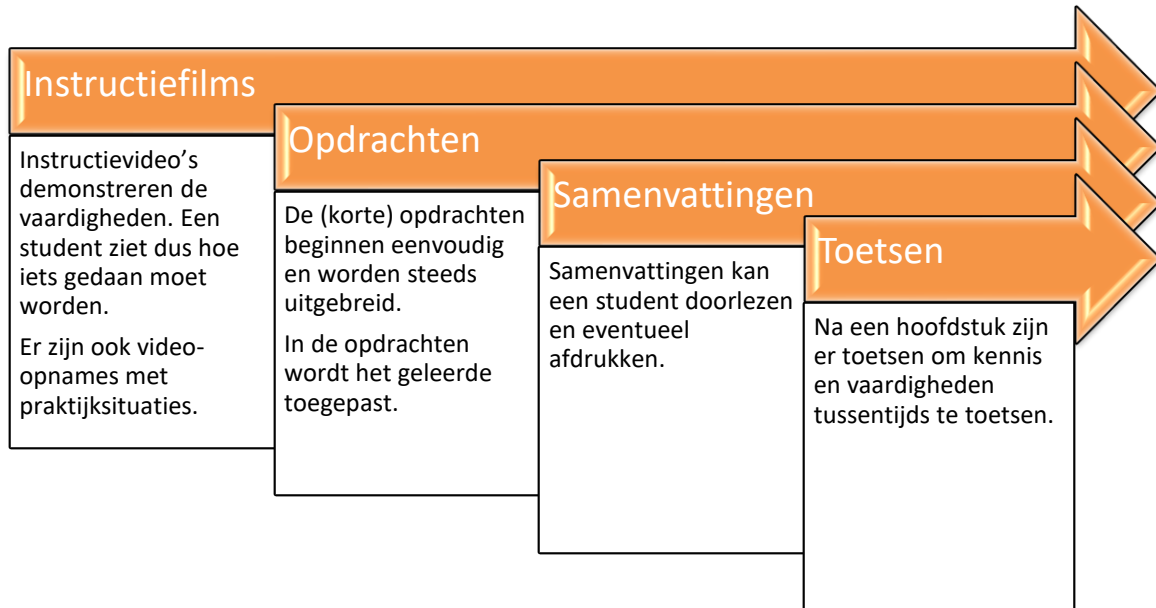 Instructiefilms
Instructievideo’s
demonstreren de
vaardigheden. Een
student ziet dus hoe
iets gedaan moet
worden.
Er zijn ook video-
opnames met
praktijksituaties.
Opdrachten
De (korte) opdrachten
beginnen eenvoudig
en worden steeds
uitgebreid.
In de opdrachten
wordt het geleerde
toegepast.
Samenvattingen
Samenvattingen kan
een student doorlezen
en eventueel
afdrukken.
Toetsen
Na een hoofdstuk zijn
er toetsen om kennis
en vaardigheden
tussentijds te toetsen.